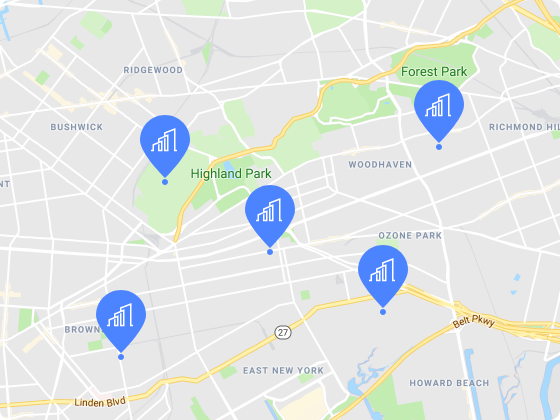 RIDGEWOOD
Forest Park
BUSHWICK
RICHMOND HIL
WOODHAVEN
Highland Park
NT
OZONE PARK
Belt Pkwy
BROWN
27
EAST NEW YORK
HOWARD BEACH
Linden Blvd